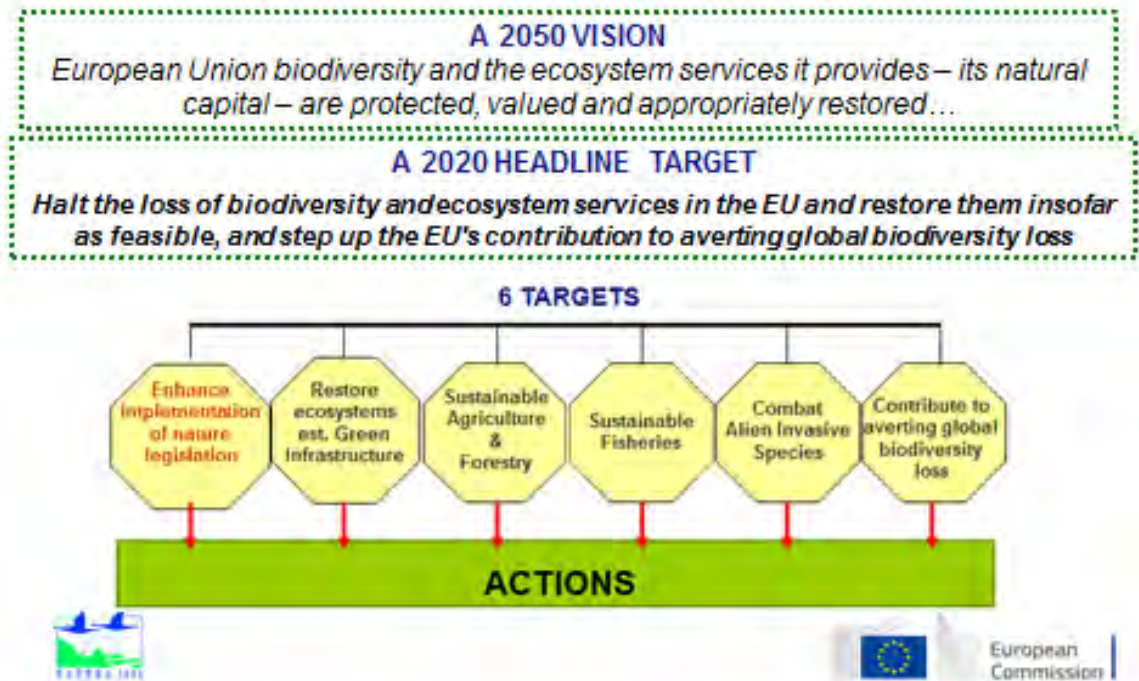 A 2050 VISION
European Union biodiversity and the ecosystem services it provides – its natural
capital – are protected, valued and appropriately restored…
A 2020 HEADLINE TARGET
Halt the loss of biodiversity and ecosystem services in the EU and restore them insofar
as feasible, and step up the EU's contribution to averting global biodiversity loss
6 TARGETS
Enhance
implementation
of nature
legislation
Restore
ecosystems
est. Green
Infrastructure
Sustainable
Agriculture
&
Forestry
Sustainable
Fisheries
Combat
Alien Invasive
Species
Contribute to
averting global
biodiversity
loss
ACTIONS
NATURA 2000
European
Commission